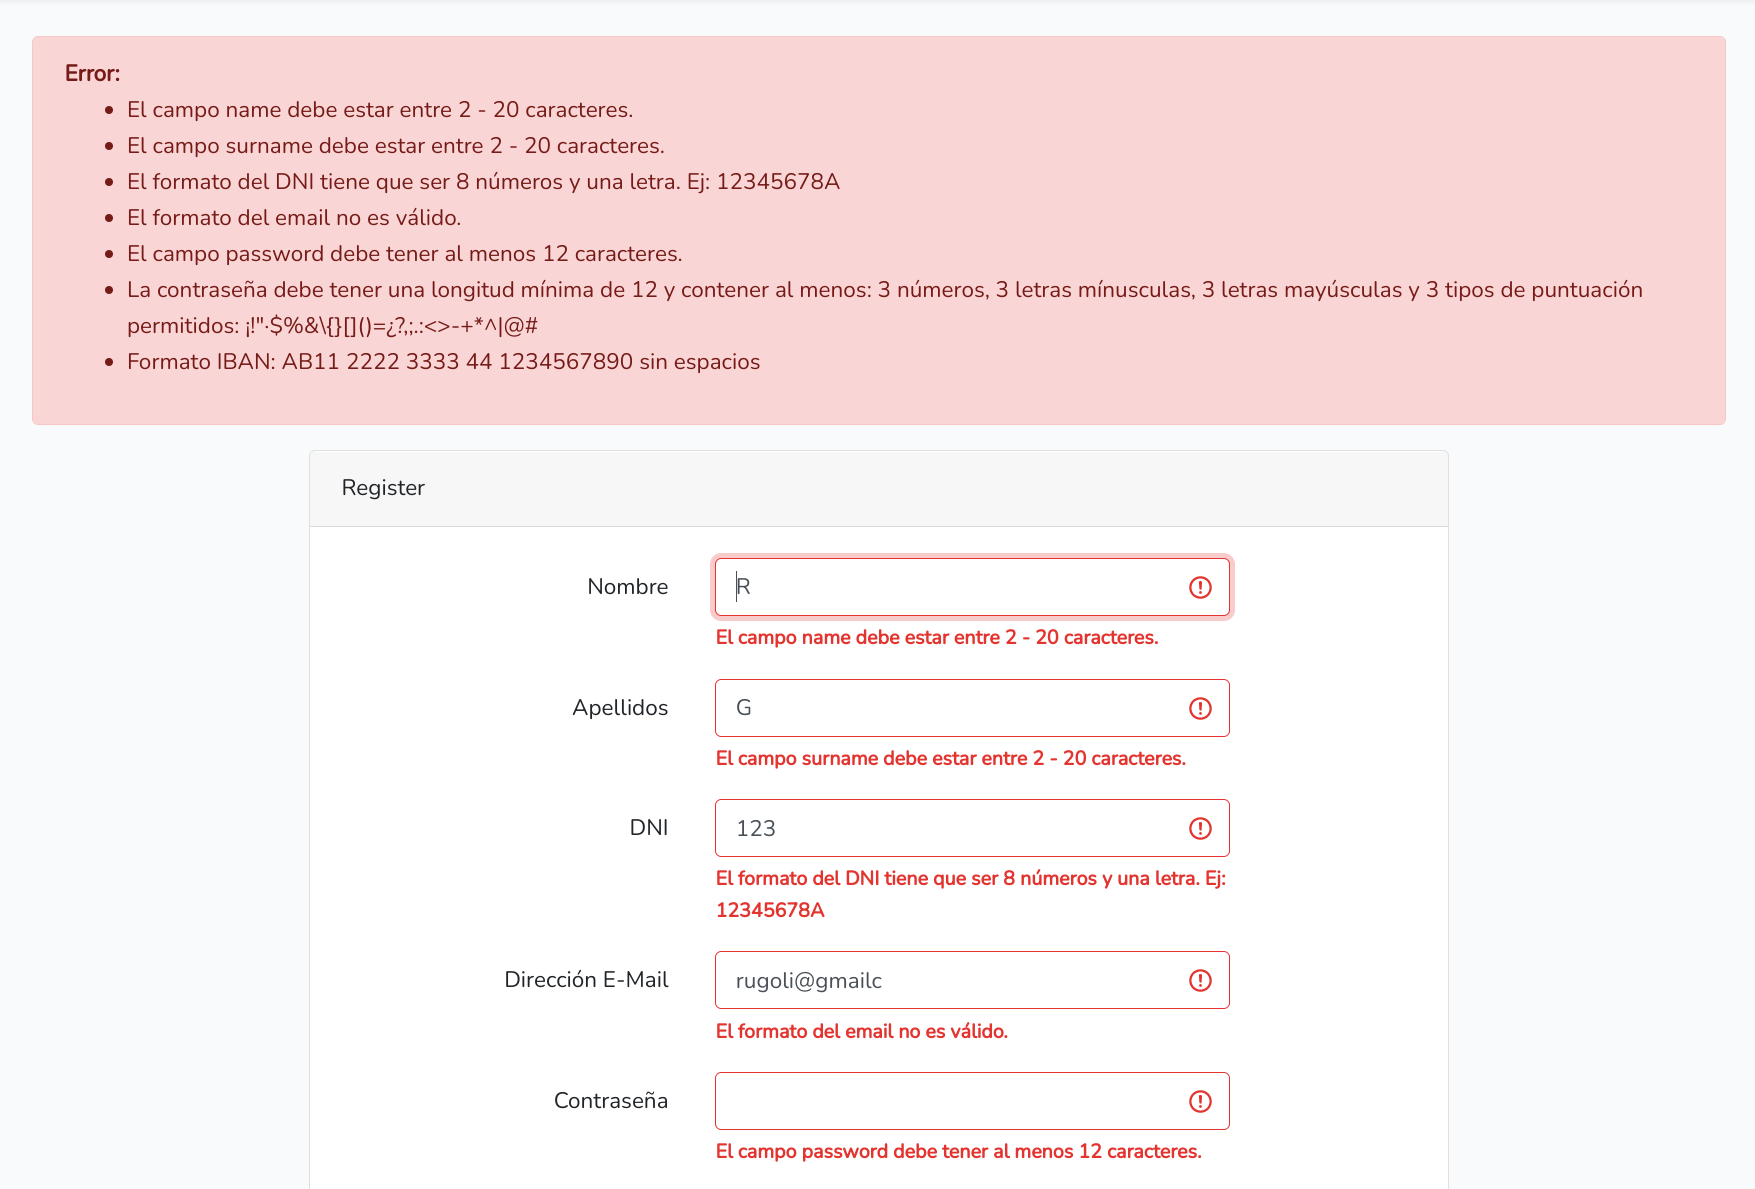 Error:
El campo name debe estar entre 2 - 20 caracteres.
El campo surname debe estar entre 2 - 20 caracteres.
El formato del DNI tiene que ser 8 números y una letra. Ej: 12345678A
El formato del email no es válido.
El campo password debe tener al menos 12 caracteres.
La contraseña debe tener una longitud mínima de 12 y contener al menos: 3 números, 3 letras mínusculas, 3 letras mayúsculas y 3 tipos de puntuación
permitidos: ¡!"·$%&\{}[]()=¿?,;.:<>-+*^|@#
Formato IBAN: AB11 2222 3333 44 1234567890 sin espacios
Register
Nombre
R
El campo name debe estar entre 2 - 20 caracteres.
Apellidos
G
El campo surname debe estar entre 2 - 20 caracteres.
DNI
123
El formato del DNI tiene que ser 8 números y una letra. Ej:
12345678A
Dirección E-Mail
rugoli@gmailc
El formato del email no es válido.
Contraseña
El campo password debe tener al menos 12 caracteres.